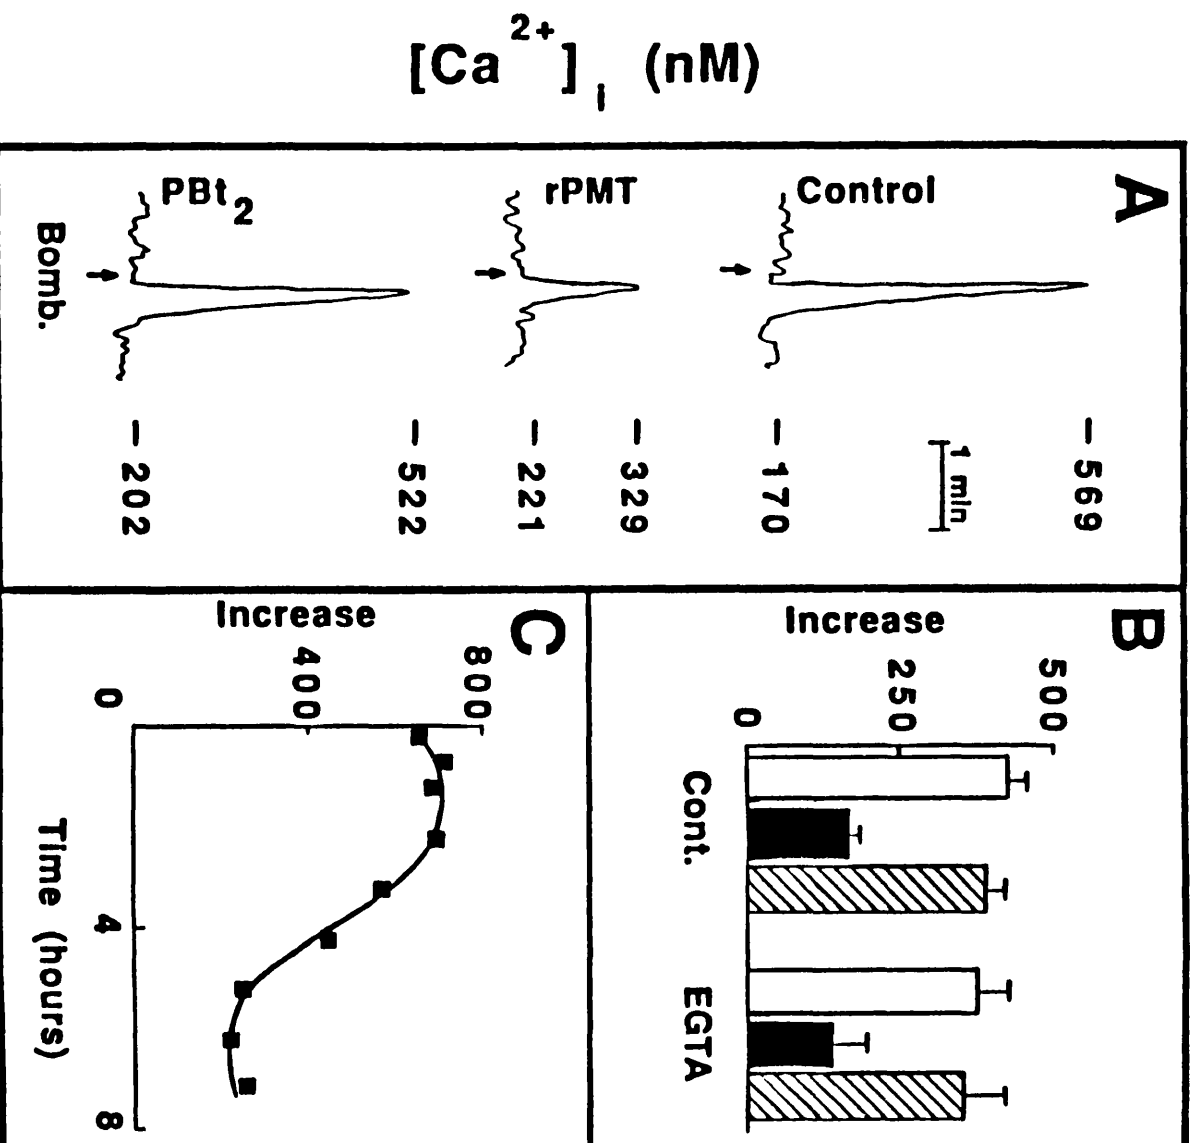 [Ca2+]i (nM)
A
Control
rPMT
PBt2
Bomb.
-569
1 min
-170
-329
-221
-522
-202
B
Increase
500
250
0
Cont.
EGTA
C
Increase
800
400
0
4
8
Time (hours)